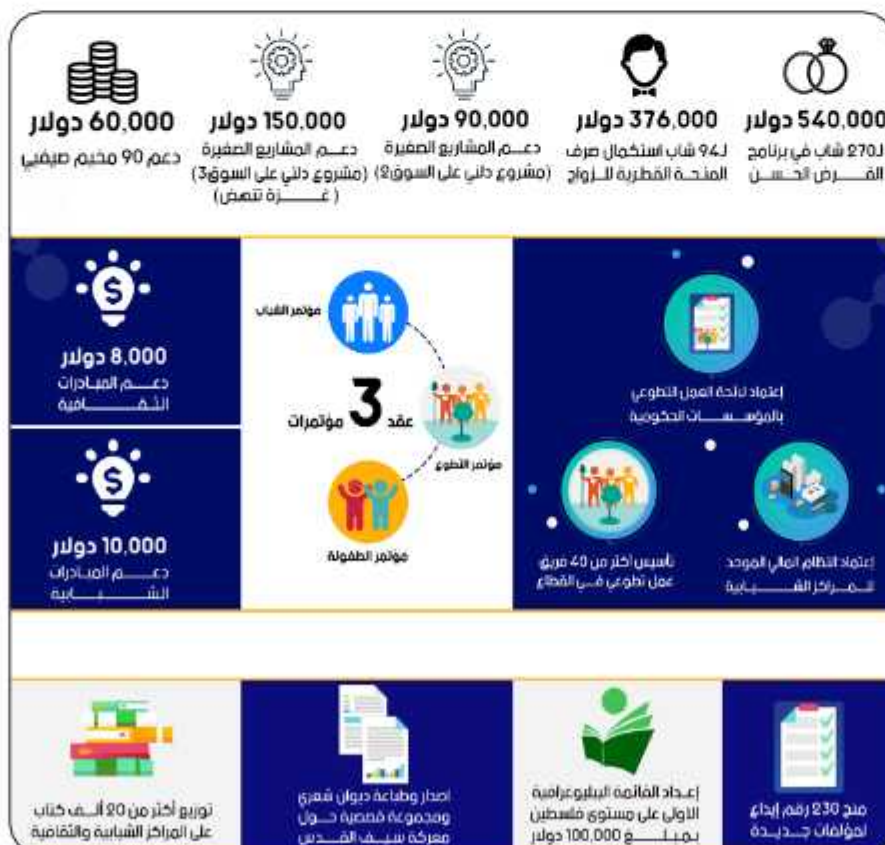 540,000 دولار
لـ270 شاب في برنامج
القرض الحسن
376,000 دولار
لـ94 شاب استكمال صرف
المنحة القطرية للزواج
90,000 دولار
دعم المشاريع الصغيرة
(مشروع دلني على السوق2)
150,000 دولار
دعم المشاريع الصغيرة
(مشروع دلني على السوق3)
(غزة تنهض)
60,000 دولار
دعم 90 مخيم صيفي
إعتماد لائحة العمل التطوعي
بالمؤسسات الحكومية
إعتماد النظام المالي الموحد
للمراكز الشبابية
تأسيس أكثر من 40 فريق
عمل تطوعي في القطاع
مؤتمر الشباب
عقد 3 مؤتمرات
مؤتمر التطوع
مؤتمر الطفولة
8,000 دولار
دعم المبادرات
الثقافية
10,000 دولار
دعم المبادرات
الشبابية
منح 230 رقم إيداع
لمؤلفات جديدة
إعداد القائمة الببليوغرافية
الاولى على مستوى فلسطين
بمبلغ 100,000 دولار
اصدار وطباعة ديوان شعري
ومجموعة قصصية حول
معركة سيف القدس
توزيع أكثر من 20 ألف كتاب
على المراكز الشبابية والثقافية